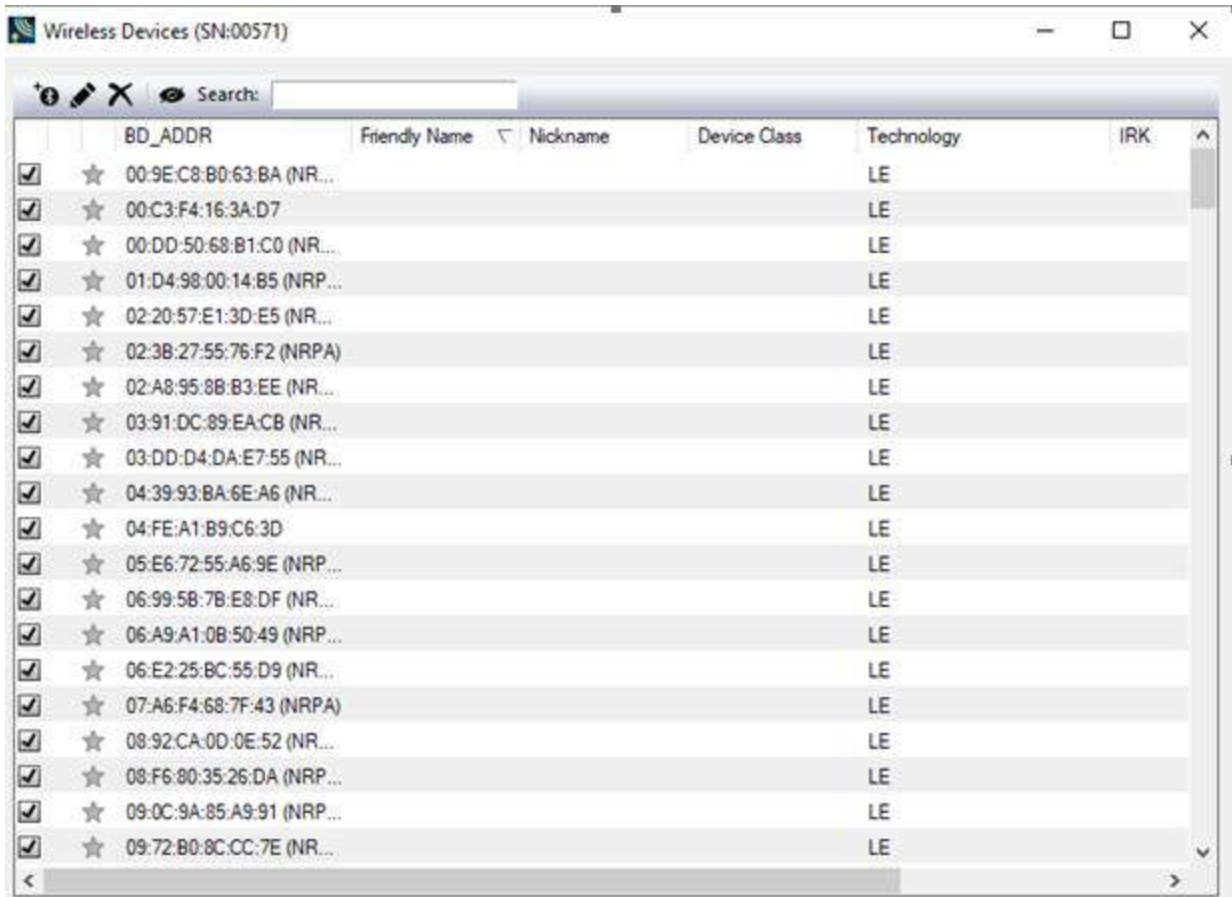 Wireless Devices (SN:00571)
Search:
BD_ADDR Friendly Name Nickname Device Class Technology IRK
00:9E:C8:B0:63:BA (NR... LE
00:C3:F4:16:3A:D7 LE
00:DD:50:68:B1:C0 (NR... LE
01:D4:98:00:14:B5 (NRP... LE
02:20:57:E1:3D:E5 (NR... LE
02:3B:27:55:76:F2 (NRPA) LE
02:A8:95:8B:B3:EE (NR... LE
03:91:DC:89:EA:CB (NR... LE
03:DD:D4:DA:E7:55 (NR... LE
04:39:93:BA:6E:A6 (NR... LE
04:FE:A1:B9:C6:3D LE
05:E6:72:55:A6:9E (NRP... LE
06:99:5B:7B:E8:DF (NR... LE
06:A9:A1:0B:50:49 (NRP... LE
06:E2:25:BC:55:D9 (NR... LE
07:A6:F4:68:7F:43 (NRPA) LE
08:92:CA:0D:0E:52 (NR... LE
08:F6:80:35:26:DA (NRP... LE
09:0C:9A:85:A9:91 (NRP... LE
09:72:B0:8C:CC:7E (NR... LE